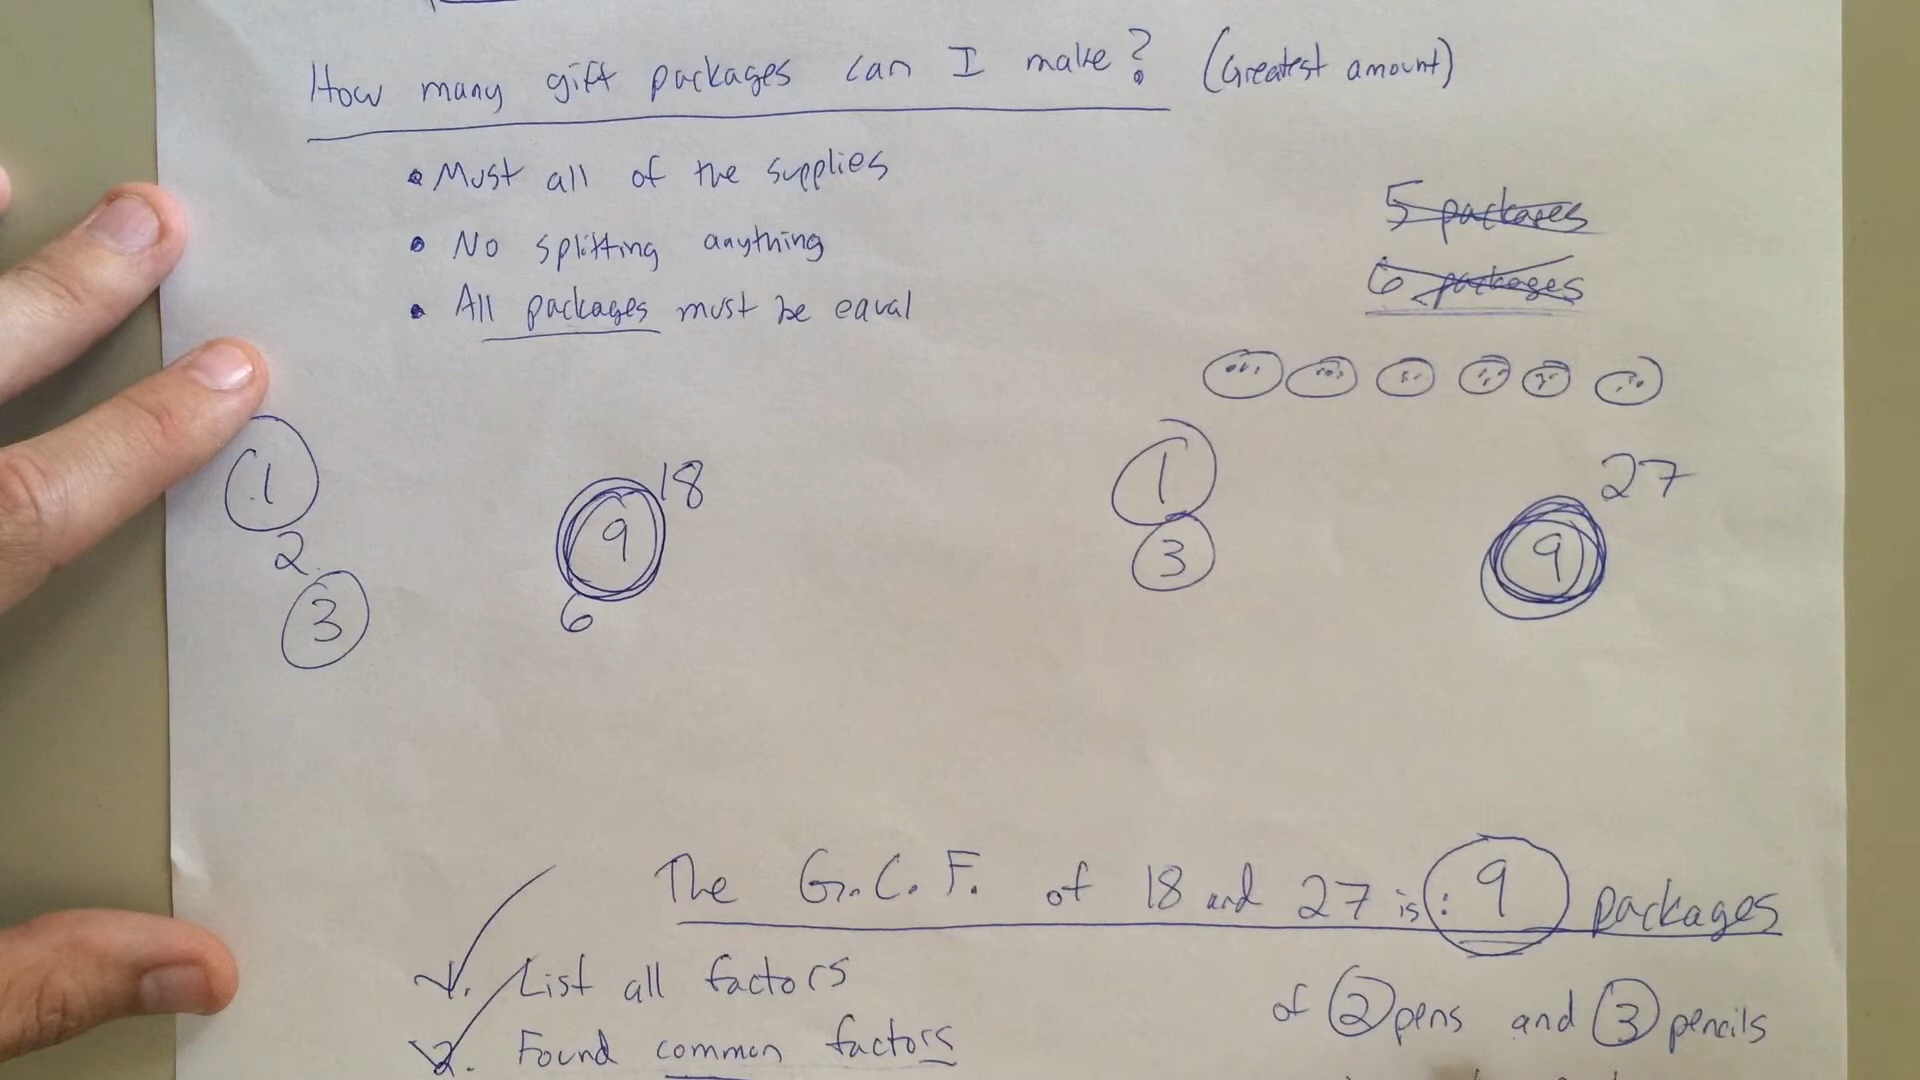 How many gift packages can I make? (Greatest amount)
• Must all of the supplies
• No splitting anything
• All packages must be equal
5 packages
6 packages
1
2
3
6
9
18
1
3
9
27
The G.C.F. of 18 and 27 is: 9 packages
of 2 pens and 3 pencils
1. List all factors
2. Found common factors